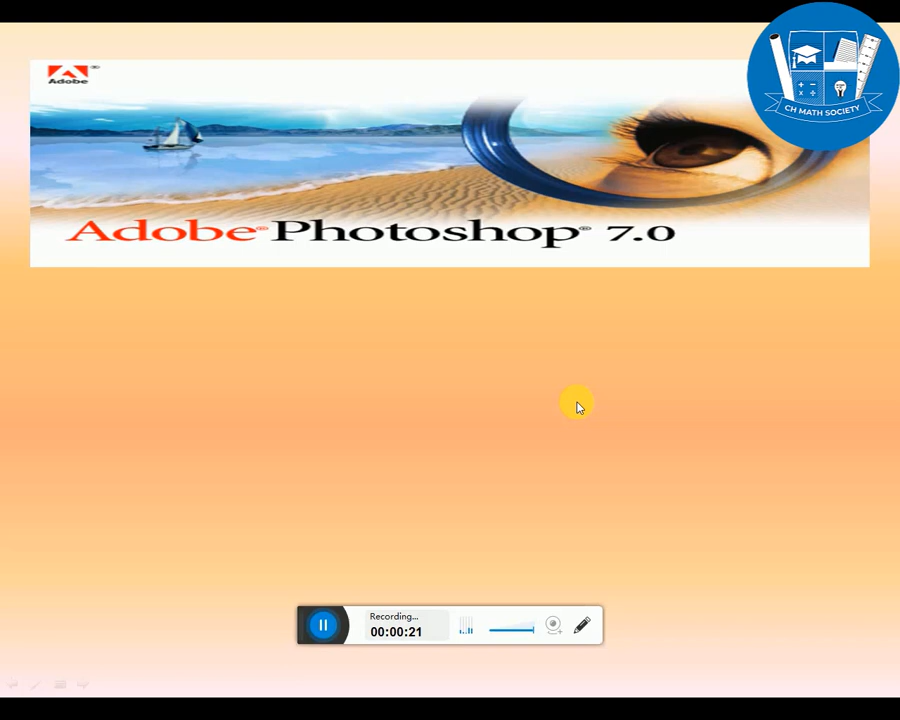 Adobe®
CH MATH SOCIETY
Adobe® Photoshop® 7.0
Recording...
00:00:21